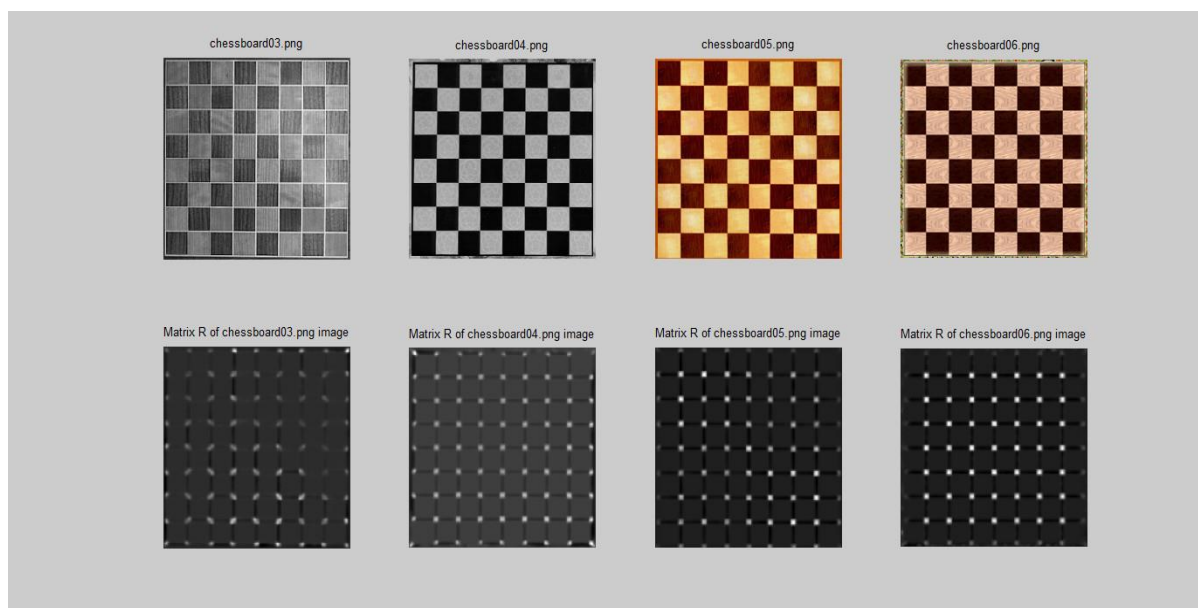 chessboard03.png
chessboard04.png
chessboard05.png
chessboard06.png
Matrix R of chessboard03.png image
Matrix R of chessboard04.png image
Matrix R of chessboard05.png image
Matrix R of chessboard06.png image